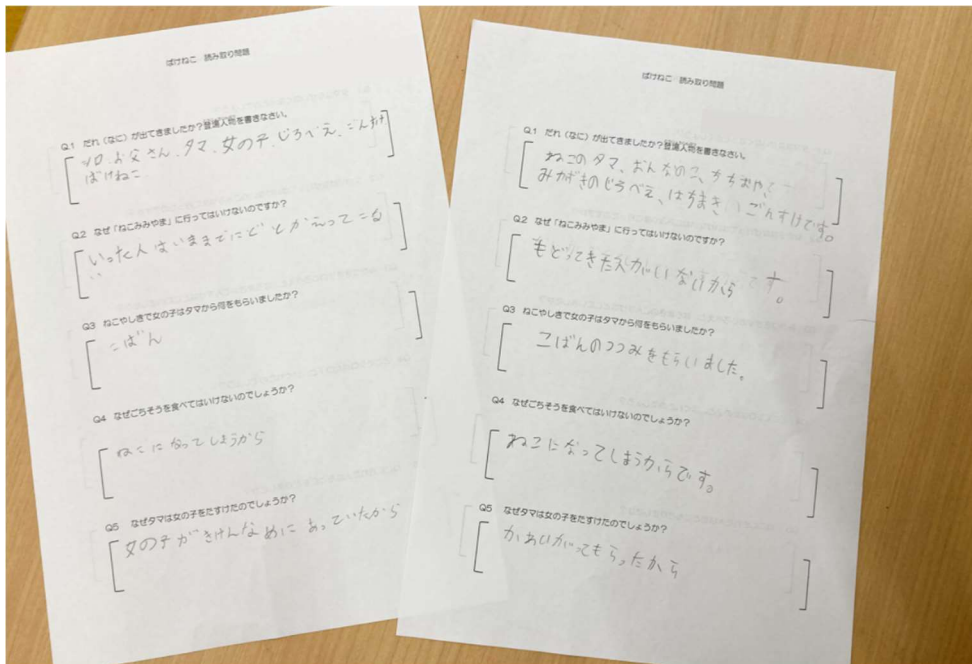 ばけねこ 読み取り問題
Q.1 だれ（なに）が出てきましたか？登場人物を書きなさい。
お父さん、タマ、女の子、じろべえ、ごんすけ
ばけねこ
Q.2 なぜ「ねこみみやま」に行ってはいけないのですか？
いった人はいままでにどとかえってこな
い
Q3 ねこやしきで女の子はタマから何をもらいましたか？
こばん
Q4 なぜごちそうを食べてはいけないのでしょうか？
ねこになってしまうから
Q5 なぜタマは女の子をたすけたのでしょうか？
女の子がきけんなめにあっていたから
ばけねこ 読み取り問題
Q.1 だれ（なに）が出てきましたか？登場人物を書きなさい。
ねこのタマ、おんなのこ、ちちおや、
みがきのじろべえ、はちまき、ごんすけです。
Q.2 なぜ「ねこみみやま」に行ってはいけないのですか？
もどってきた人がいないからです。
Q3 ねこやしきで女の子はタマから何をもらいましたか？
こばんのつつみをもらいました。
Q4 なぜごちそうを食べてはいけないのでしょうか？
ねこになってしまうからです。
Q5 なぜタマは女の子をたすけたのでしょうか？
かあいがってもらったから